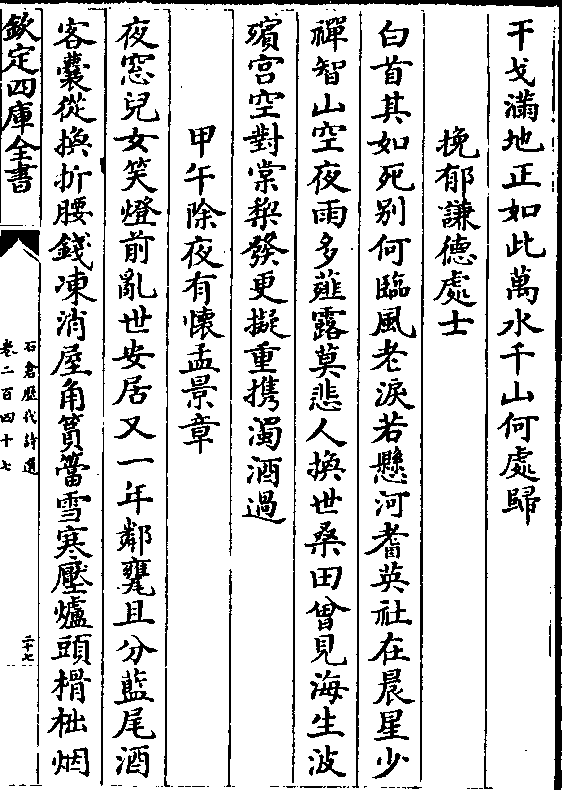 干戈滿地正如此萬水千山何處歸
挽郁謙德處士
白首其如死别何臨風老淚若懸河耆英社在晨星少
禪智山空夜雨多薤露莫悲人換世桑田曾見海生波
殯宫空對棠梨發更擬重携濁酒過
甲午除夜有懷孟景章
夜窓兒女笑燈前亂世安居又一年鄰甕且分藍尾酒
客囊從換折腰錢凍消屋角篔簹雪寒壓爐頭榾柮烟
欽定四庫全書
石倉歷代詩選
卷二百四十七
二十七